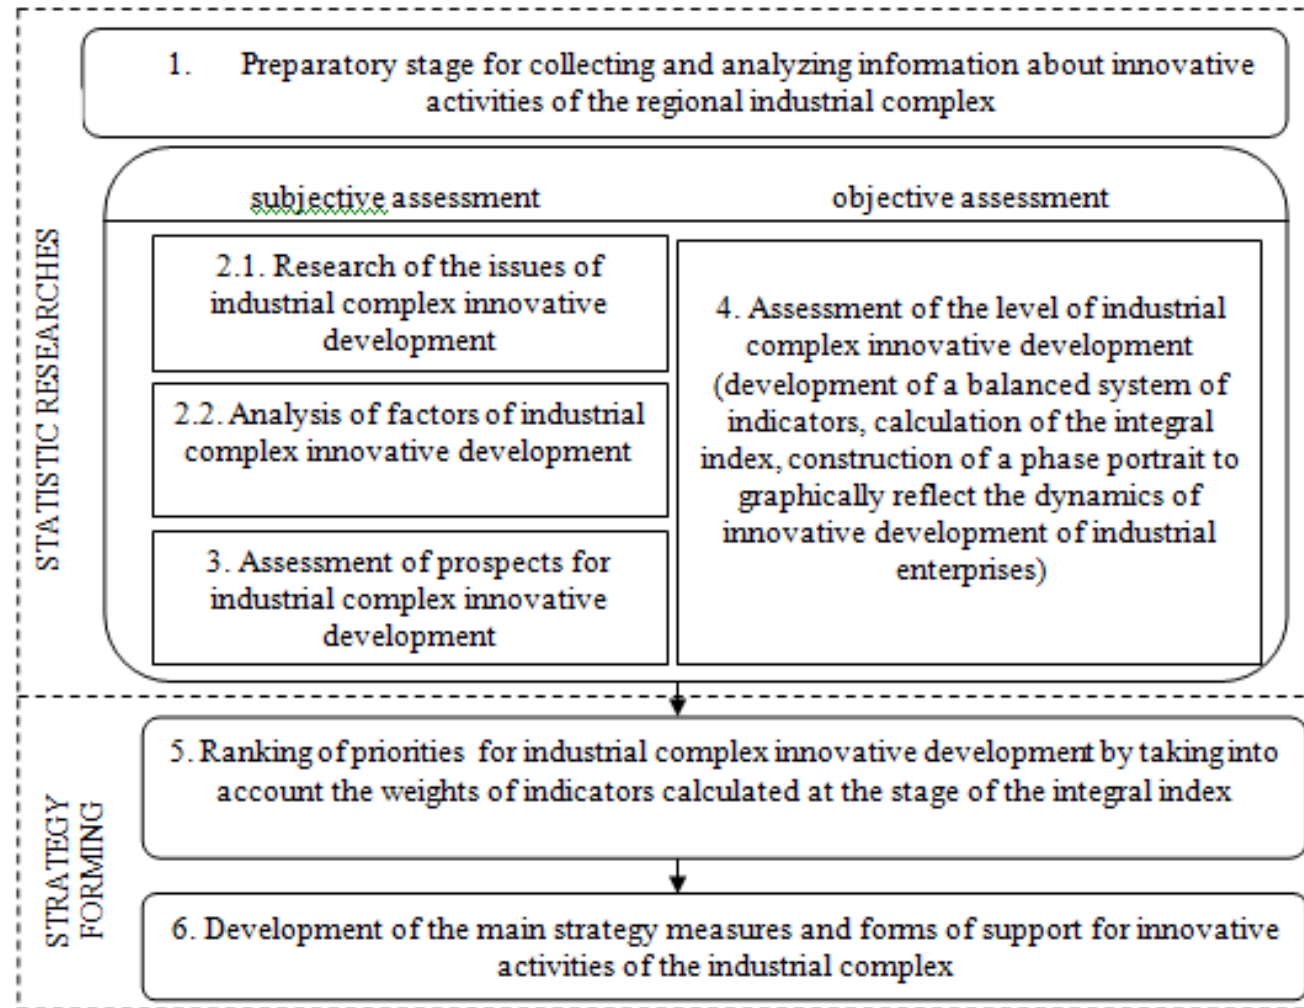 STATISTIC RESEARCHES
1. Preparatory stage for collecting and analyzing information about innovative
activities of the regional industrial complex
subjective assessment
objective assessment
2.1. Research of the issues of
industrial complex innovative
development
2.2. Analysis of factors of industrial
complex innovative development
3. Assessment of prospects for
industrial complex innovative
development
4. Assessment of the level of industrial
complex innovative development
(development of a balanced system of
indicators, calculation of the integral
index, construction of a phase portrait to
graphically reflect the dynamics of
innovative development of industrial
enterprises)
STRATEGY
FORMING
5. Ranking of priorities for industrial complex innovative development by taking into
account the weights of indicators calculated at the stage of the integral index
6. Development of the main strategy measures and forms of support for innovative
activities of the industrial complex